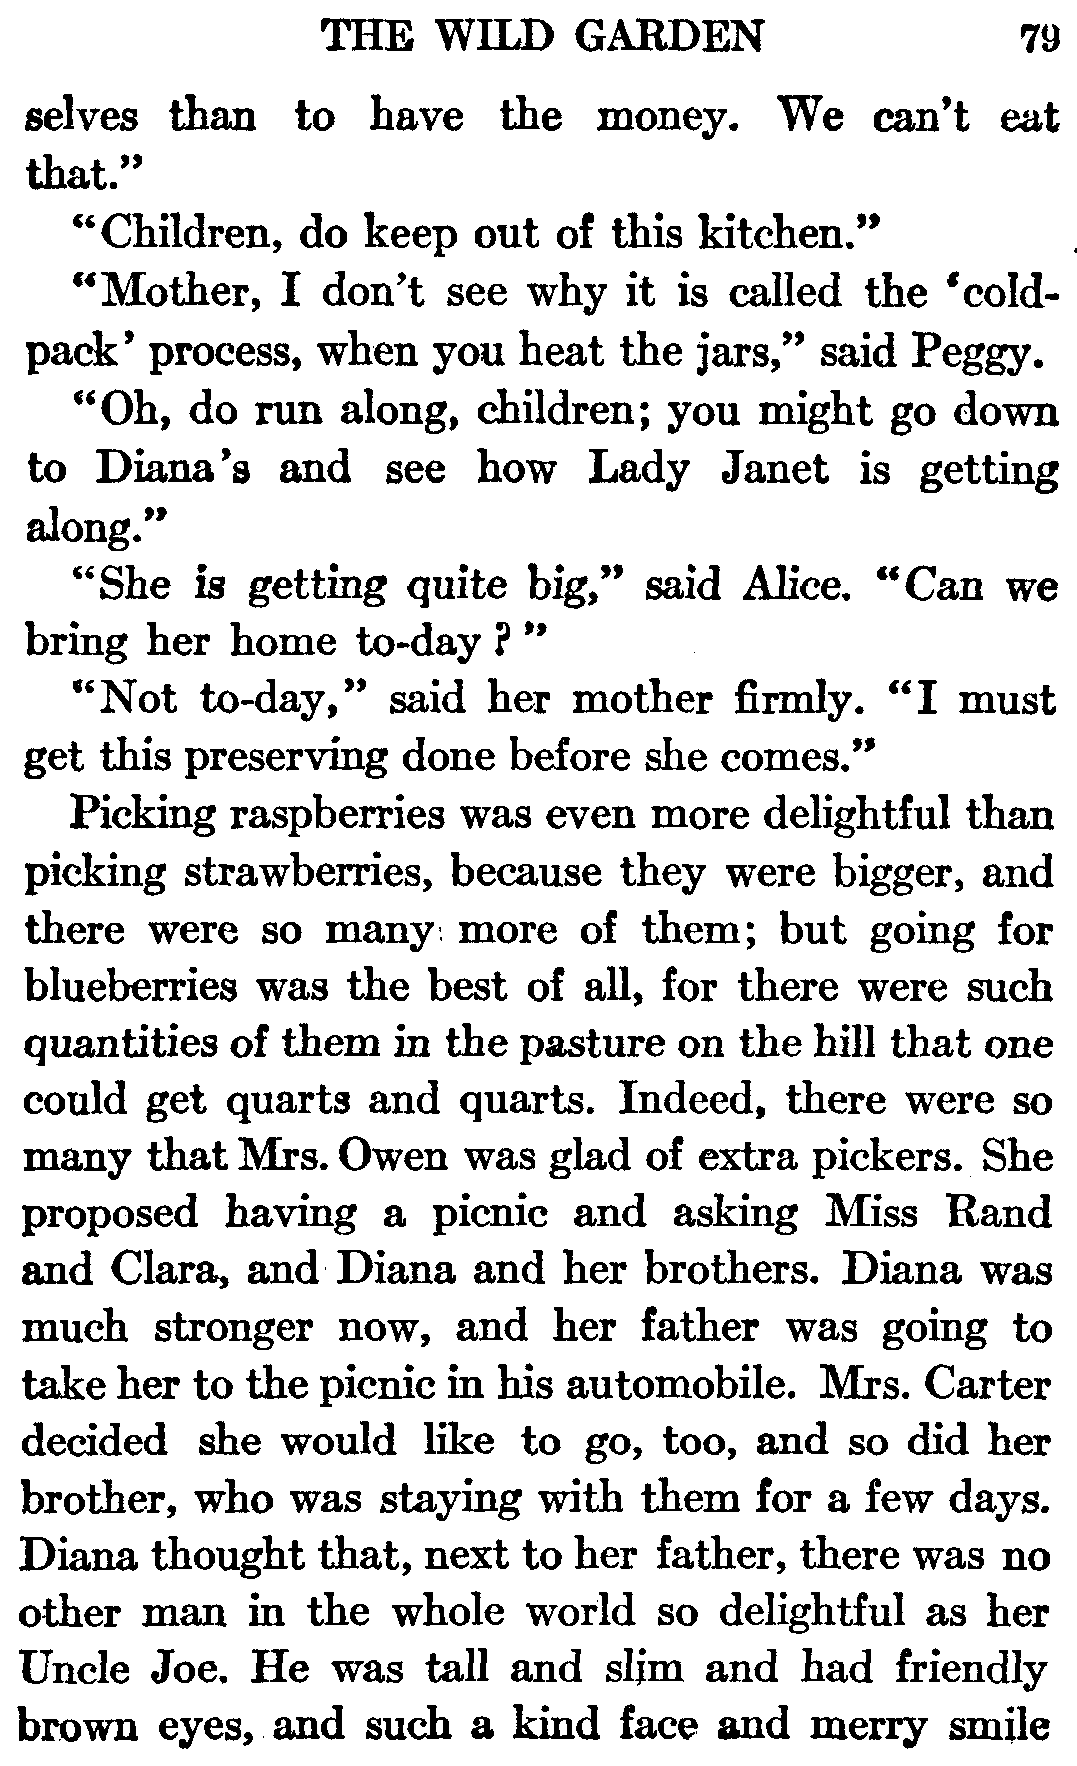 THE WILD GARDEN 79
selves than to have the money. We can't eat
that."
"Children, do keep out of this kitchen."
"Mother, I don't see why it is called the 'cold-
pack' process, when you heat the jars," said Peggy.
"Oh, do run along, children; you might go down
to Diana's and see how Lady Janet is getting
along."
"She is getting quite big," said Alice. "Can we
bring her home to-day?"
"Not to-day," said her mother firmly. "I must
get this preserving done before she comes."
Picking raspberries was even more delightful than
picking strawberries, because they were bigger, and
there were so many more of them; but going for
blueberries was the best of all, for there were such
quantities of them in the pasture on the hill that one
could get quarts and quarts. Indeed, there were so
many that Mrs. Owen was glad of extra pickers. She
proposed having a picnic and asking Miss Rand
and Clara, and Diana and her brothers. Diana was
much stronger now, and her father was going to
take her to the picnic in his automobile. Mrs. Carter
decided she would like to go, too, and so did her
brother, who was staying with them for a few days.
Diana thought that, next to her father, there was no
other man in the whole world so delightful as her
Uncle Joe. He was tall and slim and had friendly
brown eyes, and such a kind face and merry smile